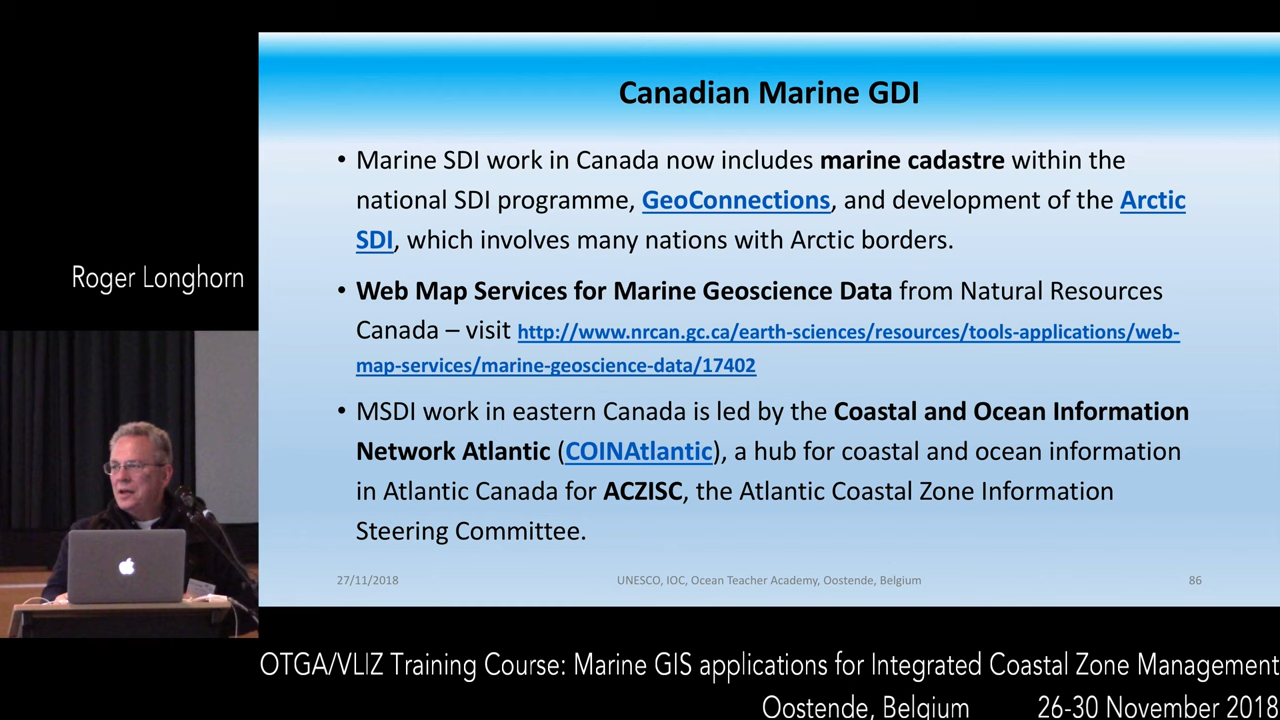 Canadian Marine GDI
• Marine SDI work in Canada now includes marine cadastre within the
national SDI programme, GeoConnections, and development of the Arctic
SDI, which involves many nations with Arctic borders.
• Web Map Services for Marine Geoscience Data from Natural Resources
Canada – visit http://www.nrcan.gc.ca/earth-sciences/resources/tools-applications/web-
map-services/marine-geoscience-data/17402
• MSDI work in eastern Canada is led by the Coastal and Ocean Information
Network Atlantic (COINAtlantic), a hub for coastal and ocean information
in Atlantic Canada for ACZISC, the Atlantic Coastal Zone Information
Steering Committee.
27/11/2018 UNESCO, IOC, Ocean Teacher Academy, Oostende, Belgium 86
Roger Longhorn
OTGA/VLIZ Training Course: Marine GIS applications for Integrated Coastal Zone Management
Oostende, Belgium 26-30 November 2018